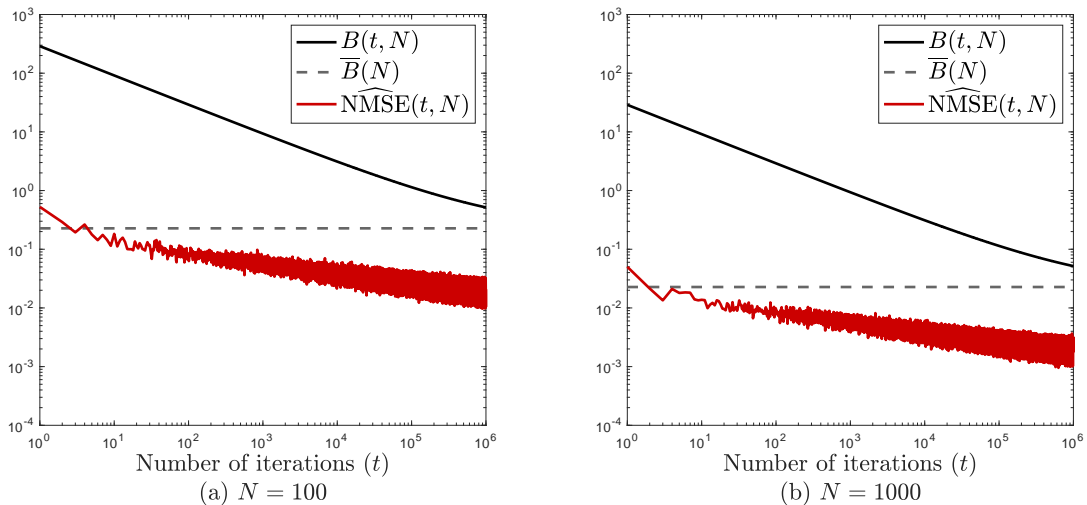 10^3
10^2
10^1
10^0
10^-1
10^-2
10^-3
10^-4
10^0 10^1 10^2 10^3 10^4 10^5 10^6
B(t, N)
B̅(N)
N͡MSE(t, N)
Number of iterations (t)
(a) N = 100
10^3
10^2
10^1
10^0
10^-1
10^-2
10^-3
10^-4
10^0 10^1 10^2 10^3 10^4 10^5 10^6
B(t, N)
B̅(N)
N͡MSE(t, N)
Number of iterations (t)
(b) N = 1000